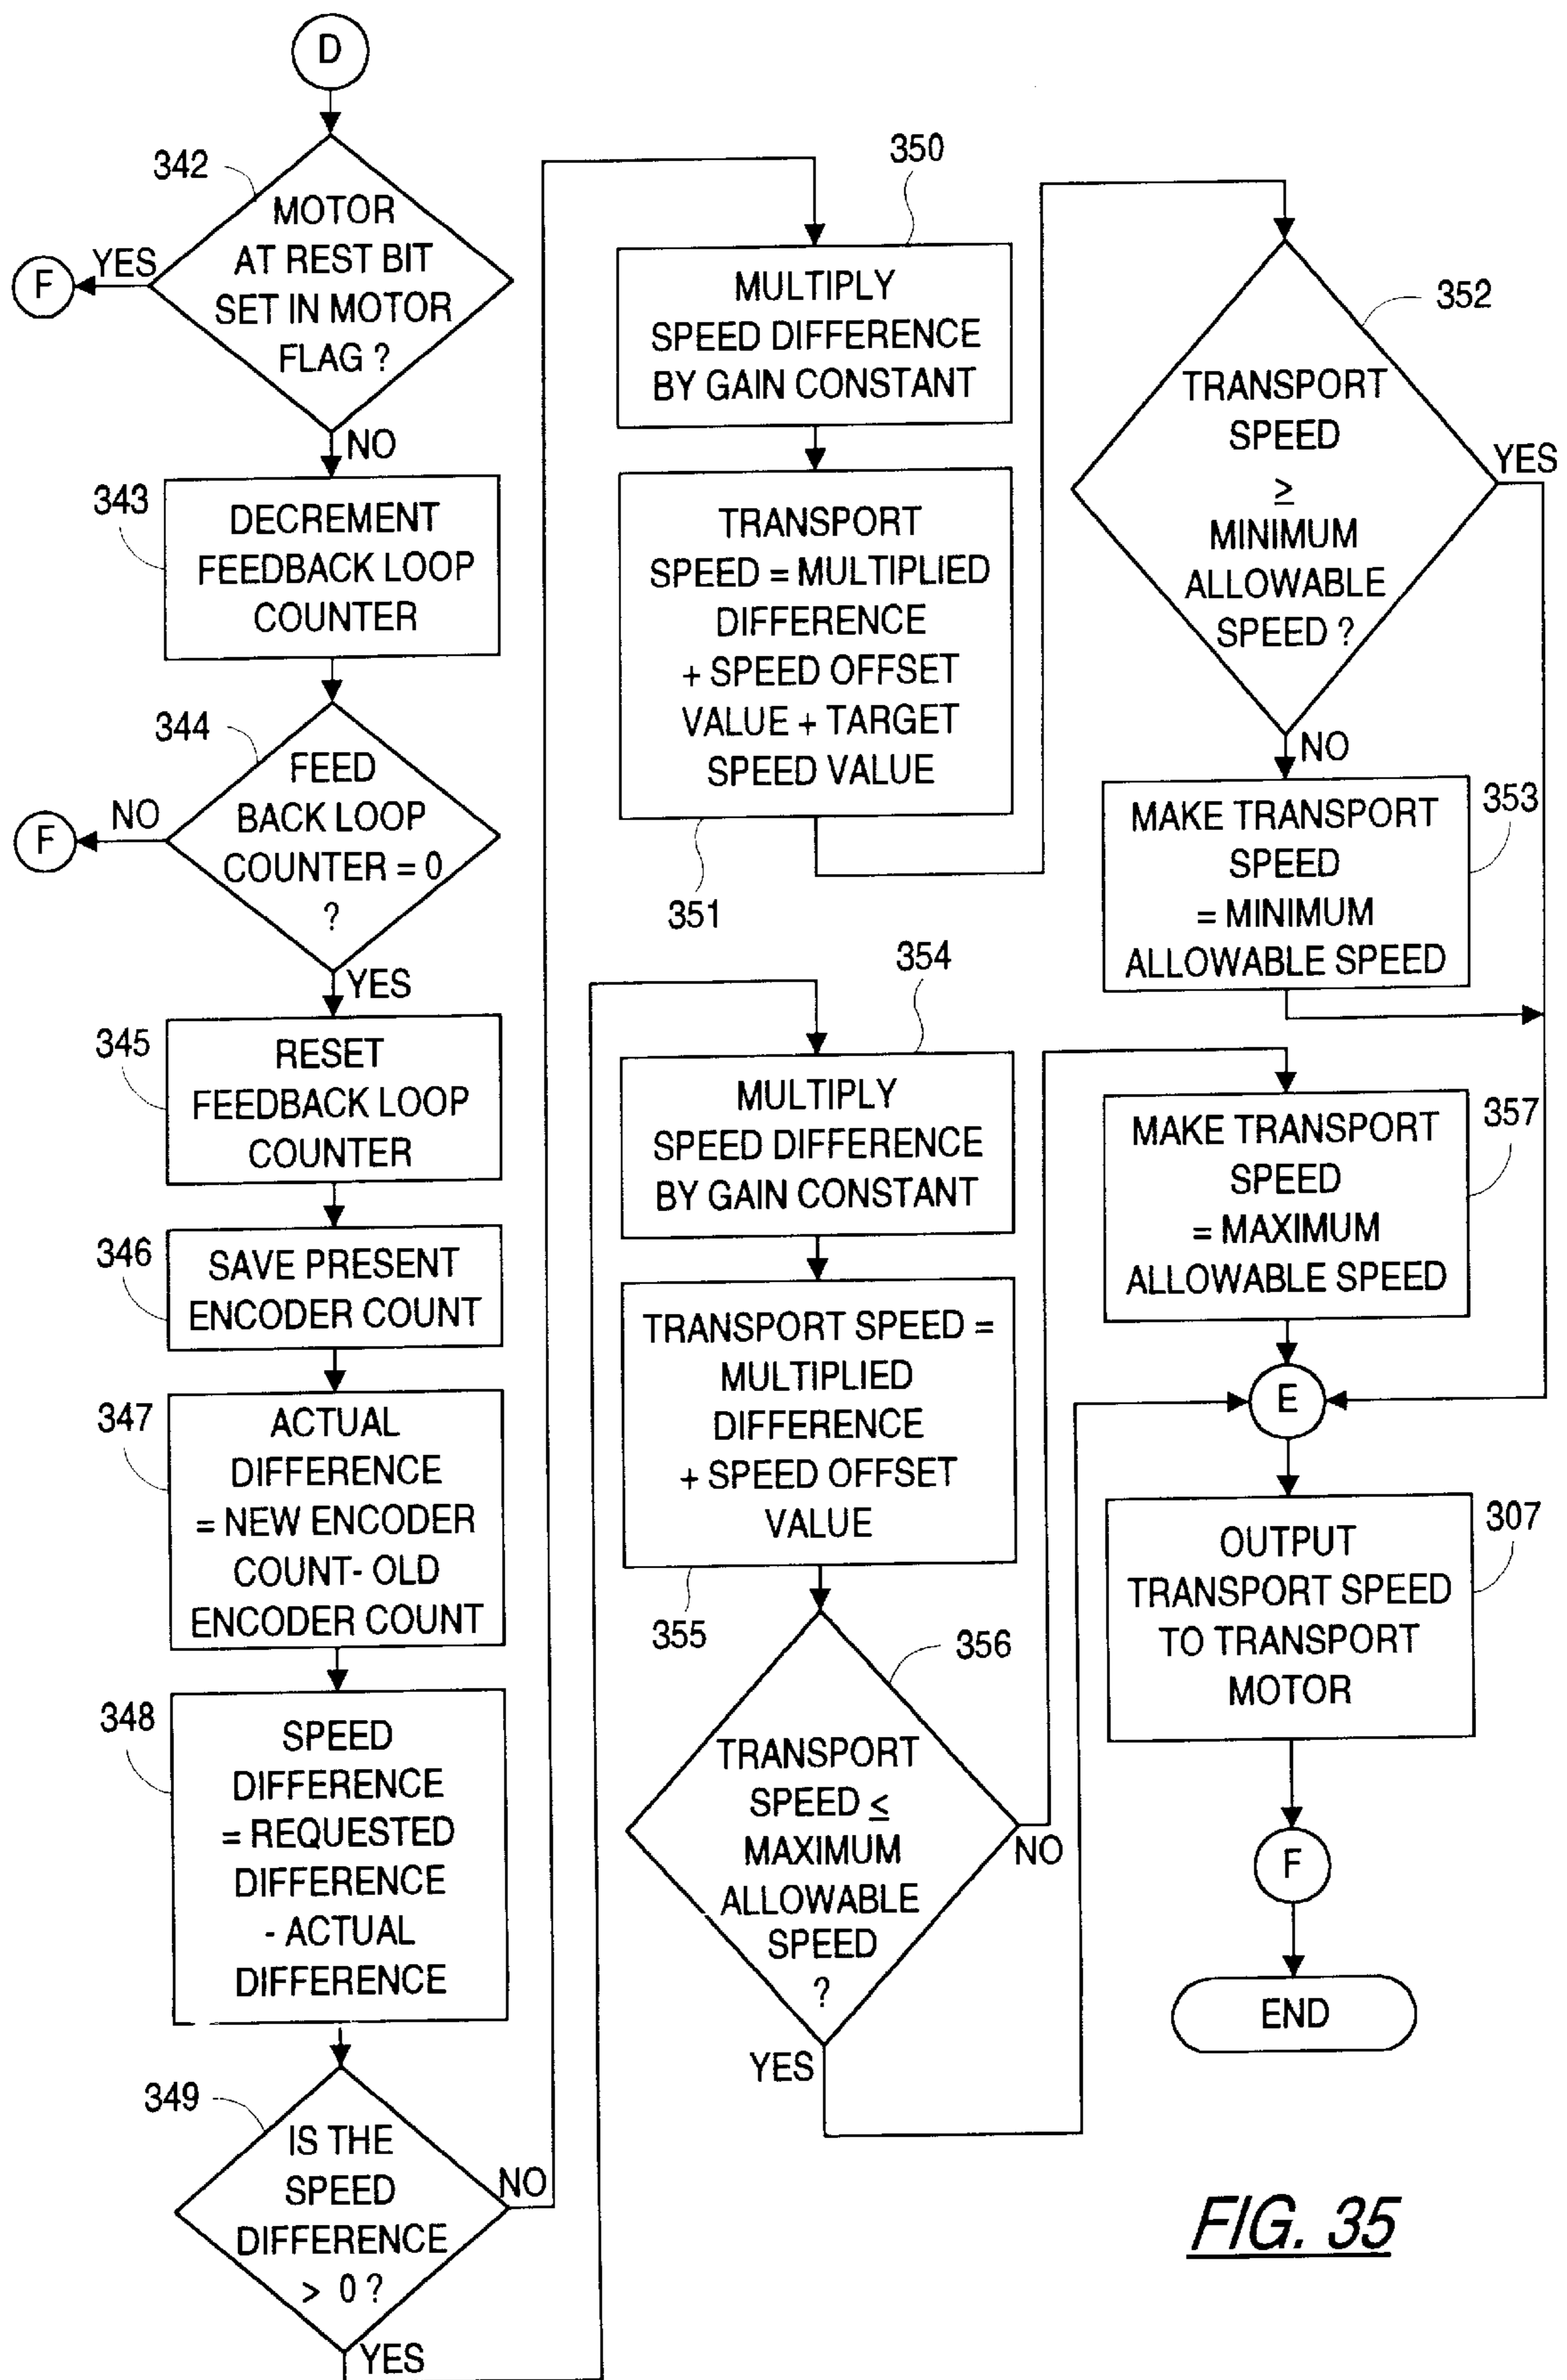 D
342
MOTOR
AT REST BIT
SET IN MOTOR
FLAG ?
YES
F
NO
343
DECREMENT
FEEDBACK LOOP
COUNTER
344
FEED
BACK LOOP
COUNTER = 0
?
NO
F
YES
345
RESET
FEEDBACK LOOP
COUNTER
346
SAVE PRESENT
ENCODER COUNT
347
ACTUAL
DIFFERENCE
= NEW ENCODER
COUNT- OLD
ENCODER COUNT
348
SPEED
DIFFERENCE
= REQUESTED
DIFFERENCE
- ACTUAL
DIFFERENCE
349
IS THE
SPEED
DIFFERENCE
> 0 ?
NO
YES
350
MULTIPLY
SPEED DIFFERENCE
BY GAIN CONSTANT
TRANSPORT
SPEED = MULTIPLIED
DIFFERENCE
+ SPEED OFFSET
VALUE + TARGET
SPEED VALUE
351
352
TRANSPORT
SPEED
≥
MINIMUM
ALLOWABLE
SPEED ?
YES
NO
353
MAKE TRANSPORT
SPEED
= MINIMUM
ALLOWABLE SPEED
354
MULTIPLY
SPEED DIFFERENCE
BY GAIN CONSTANT
TRANSPORT SPEED =
MULTIPLIED
DIFFERENCE
+ SPEED OFFSET
VALUE
355
356
TRANSPORT
SPEED ≤
MAXIMUM
ALLOWABLE
SPEED
?
NO
YES
357
MAKE TRANSPORT
SPEED
= MAXIMUM
ALLOWABLE SPEED
E
307
OUTPUT
TRANSPORT SPEED
TO TRANSPORT
MOTOR
F
END
FIG. 35